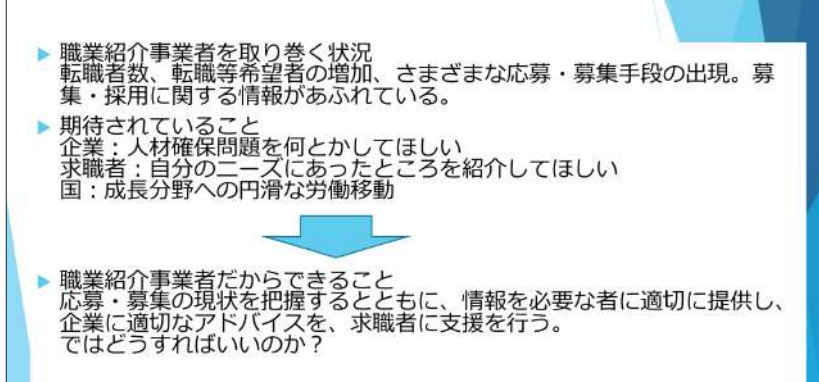 職業紹介事業者を取り巻く状況
転職者数、転職等希望者の増加、さまざまな応募・募集手段の出現。募
集・採用に関する情報があふれている。
期待されていること
企業：人材確保問題を何とかしてほしい
求職者：自分のニーズにあったところを紹介してほしい
国：成長分野への円滑な労働移動
職業紹介事業者だからできること
応募・募集の現状を把握するとともに、情報を必要な者に適切に提供し、
企業に適切なアドバイスを、求職者に支援を行う。
ではどうすればいいのか？